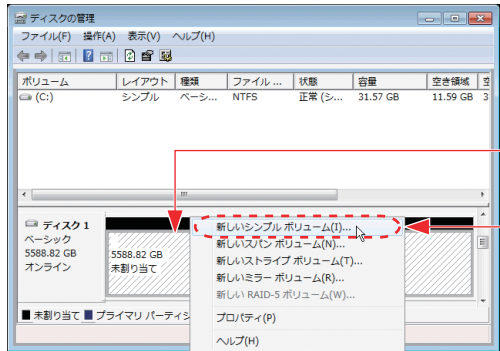 ディスクの管理
ファイル(F) 操作(A) 表示(V) ヘルプ(H)
ボリューム レイアウト 種類 ファイル ... 状態 容量 空き領域
(C:) シンプル ベーシ... NTFS 正常 (シ... 31.57 GB 11.59 GB 3
ディスク 1
ベーシック
5588.82 GB
オンライン
5588.82 GB
未割り当て
新しいシンプル ボリューム(I)...
新しいスパン ボリューム(N)...
新しいストライプ ボリューム(T)...
新しいミラー ボリューム(R)...
新しい RAID-5 ボリューム(W)...
プロパティ(P)
ヘルプ(H)
未割り当て プライマリ パーティシ